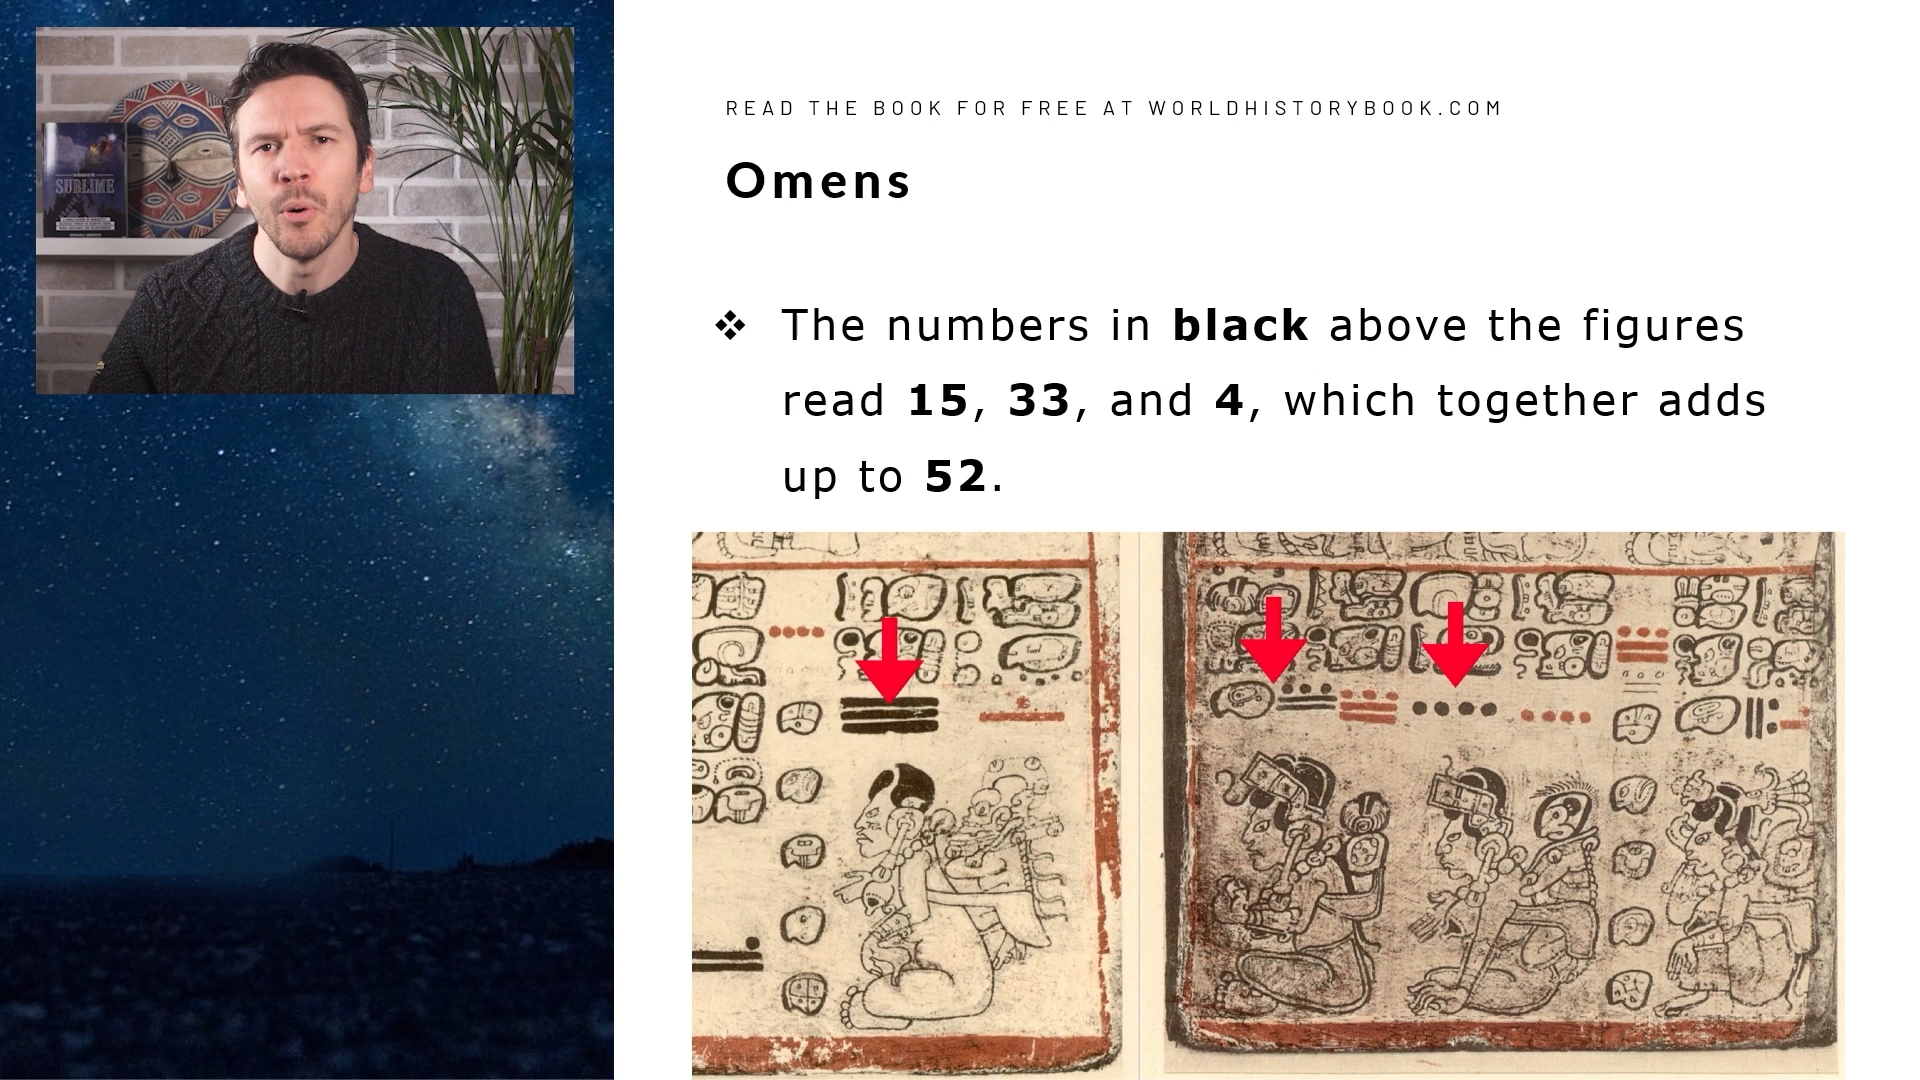 SUBLIME
READ THE BOOK FOR FREE AT WORLDHISTORYBOOK.COM
Omens
❖ The numbers in black above the figures
read 15, 33, and 4, which together adds
up to 52.